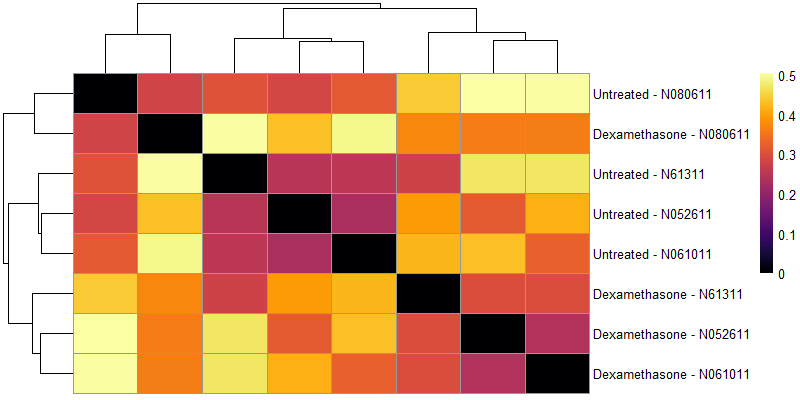 Untreated - N080611
Dexamethasone - N080611
Untreated - N61311
Untreated - N052611
Untreated - N061011
Dexamethasone - N61311
Dexamethasone - N052611
Dexamethasone - N061011
0.5
0.4
0.3
0.2
0.1
0